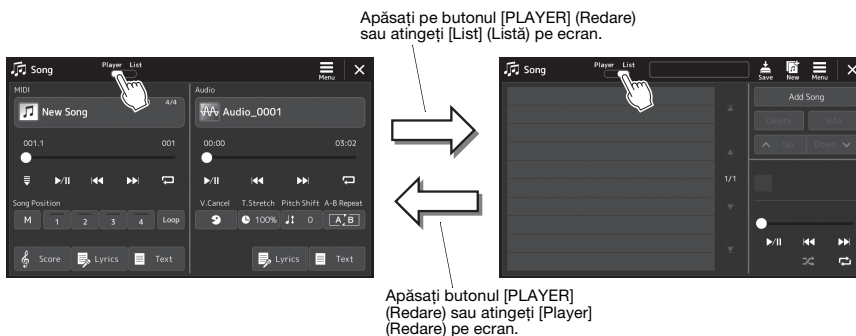 Apăsați pe butonul [PLAYER] (Redare)
sau atingeți [List] (Listă) pe ecran.
Song
Player List
Menu
MIDI
New Song
4/4
001.1 001
Song Position
M 1 2 3 4 Loop
Score Lyrics Text
Audio
Audio_0001
00:00 03:02
V.Cancel T.Stretch Pitch Shift A-B Repeat
100% 0 A B
Lyrics Text
Song
Player List
Save New Menu
Add Song
Delete Info
Up Down
1/1
Apăsați butonul [PLAYER]
(Redare) sau atingeți [Player]
(Redare) pe ecran.